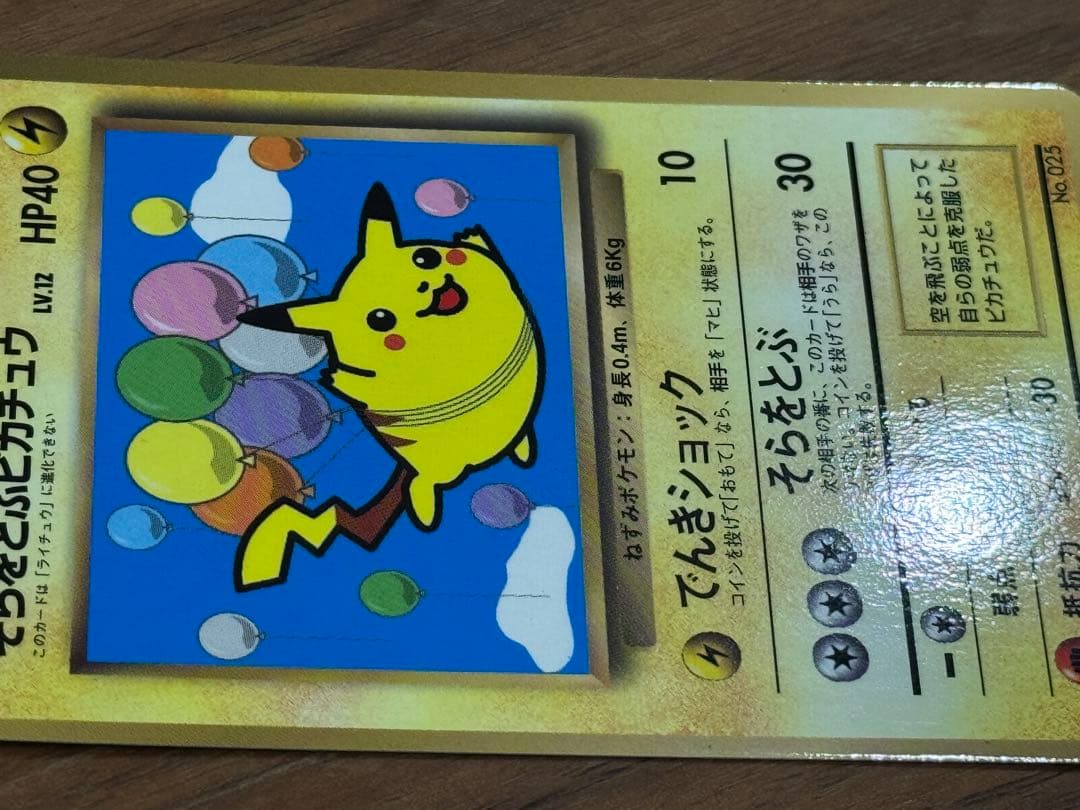 そらをとぶピカチュウ LV.12 HP40
このカードは「ライチュウ」に進化できない
ねずみポケモン：身長0.4m、体重6Kg
でんきショック 10
コインを投げて「おもて」なら、相手を「マヒ」状態にする。
そらをとぶ 30
次の相手の番に、このカードは相手のワザを
コインを投げて「うら」なら、この
は失敗する。
弱点
抵抗力 30
空を飛ぶことによって
自らの弱点を克服した
ピカチュウだ。
No. 025